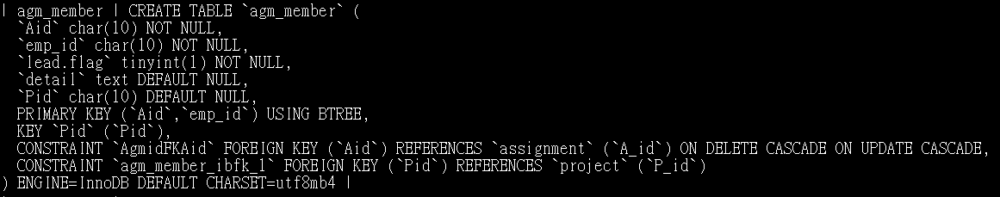 | agm_member | CREATE TABLE `agm_member` (
`Aid` char(10) NOT NULL,
`emp_id` char(10) NOT NULL,
`lead.flag` tinyint(1) NOT NULL,
`detail` text DEFAULT NULL,
`Pid` char(10) DEFAULT NULL,
PRIMARY KEY (`Aid`,`emp_id`) USING BTREE,
KEY `Pid` (`Pid`),
CONSTRAINT `AgmidFKAid` FOREIGN KEY (`Aid`) REFERENCES `assignment` (`A_id`) ON DELETE CASCADE ON UPDATE CASCADE,
CONSTRAINT `agm_member_ibfk_1` FOREIGN KEY (`Pid`) REFERENCES `project` (`P_id`)
) ENGINE=InnoDB DEFAULT CHARSET=utf8mb4 |